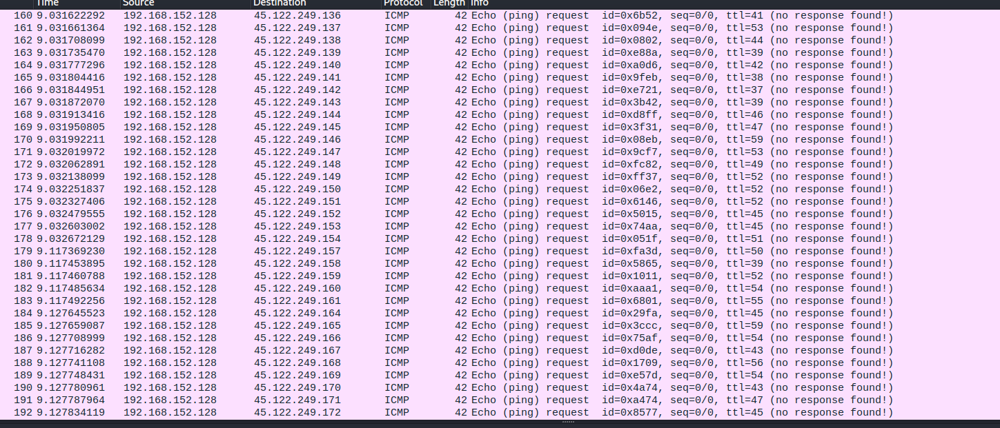 Time Source Destination Protocol Length Info
160 9.031622292 192.168.152.128 45.122.249.136 ICMP 42 Echo (ping) request id=0x6b52, seq=0/0, ttl=41 (no response found!)
161 9.031661364 192.168.152.128 45.122.249.137 ICMP 42 Echo (ping) request id=0x094e, seq=0/0, ttl=53 (no response found!)
162 9.031708099 192.168.152.128 45.122.249.138 ICMP 42 Echo (ping) request id=0x0802, seq=0/0, ttl=44 (no response found!)
163 9.031735470 192.168.152.128 45.122.249.139 ICMP 42 Echo (ping) request id=0xe88a, seq=0/0, ttl=39 (no response found!)
164 9.031777296 192.168.152.128 45.122.249.140 ICMP 42 Echo (ping) request id=0xa0d6, seq=0/0, ttl=42 (no response found!)
165 9.031804416 192.168.152.128 45.122.249.141 ICMP 42 Echo (ping) request id=0x9feb, seq=0/0, ttl=38 (no response found!)
166 9.031844951 192.168.152.128 45.122.249.142 ICMP 42 Echo (ping) request id=0xe721, seq=0/0, ttl=37 (no response found!)
167 9.031872070 192.168.152.128 45.122.249.143 ICMP 42 Echo (ping) request id=0x3b42, seq=0/0, ttl=39 (no response found!)
168 9.031913416 192.168.152.128 45.122.249.144 ICMP 42 Echo (ping) request id=0xd8ff, seq=0/0, ttl=46 (no response found!)
169 9.031950805 192.168.152.128 45.122.249.145 ICMP 42 Echo (ping) request id=0x3f31, seq=0/0, ttl=47 (no response found!)
170 9.031992211 192.168.152.128 45.122.249.146 ICMP 42 Echo (ping) request id=0x08eb, seq=0/0, ttl=59 (no response found!)
171 9.032019972 192.168.152.128 45.122.249.147 ICMP 42 Echo (ping) request id=0x9cf7, seq=0/0, ttl=53 (no response found!)
172 9.032062891 192.168.152.128 45.122.249.148 ICMP 42 Echo (ping) request id=0xfc82, seq=0/0, ttl=49 (no response found!)
173 9.032138099 192.168.152.128 45.122.249.149 ICMP 42 Echo (ping) request id=0xff37, seq=0/0, ttl=52 (no response found!)
174 9.032251837 192.168.152.128 45.122.249.150 ICMP 42 Echo (ping) request id=0x06e2, seq=0/0, ttl=52 (no response found!)
175 9.032327406 192.168.152.128 45.122.249.151 ICMP 42 Echo (ping) request id=0x6146, seq=0/0, ttl=52 (no response found!)
176 9.032479555 192.168.152.128 45.122.249.152 ICMP 42 Echo (ping) request id=0x5015, seq=0/0, ttl=45 (no response found!)
177 9.032603002 192.168.152.128 45.122.249.153 ICMP 42 Echo (ping) request id=0x74aa, seq=0/0, ttl=45 (no response found!)
178 9.032672129 192.168.152.128 45.122.249.154 ICMP 42 Echo (ping) request id=0x051f, seq=0/0, ttl=51 (no response found!)
179 9.117369230 192.168.152.128 45.122.249.157 ICMP 42 Echo (ping) request id=0xfa3d, seq=0/0, ttl=50 (no response found!)
180 9.117453895 192.168.152.128 45.122.249.158 ICMP 42 Echo (ping) request id=0x5865, seq=0/0, ttl=39 (no response found!)
181 9.117460788 192.168.152.128 45.122.249.159 ICMP 42 Echo (ping) request id=0x1011, seq=0/0, ttl=52 (no response found!)
182 9.117485634 192.168.152.128 45.122.249.160 ICMP 42 Echo (ping) request id=0xaaa1, seq=0/0, ttl=54 (no response found!)
183 9.117492256 192.168.152.128 45.122.249.161 ICMP 42 Echo (ping) request id=0x6801, seq=0/0, ttl=55 (no response found!)
184 9.127645523 192.168.152.128 45.122.249.164 ICMP 42 Echo (ping) request id=0x29fa, seq=0/0, ttl=45 (no response found!)
185 9.127659087 192.168.152.128 45.122.249.165 ICMP 42 Echo (ping) request id=0x3ccc, seq=0/0, ttl=59 (no response found!)
186 9.127708999 192.168.152.128 45.122.249.166 ICMP 42 Echo (ping) request id=0x75af, seq=0/0, ttl=54 (no response found!)
187 9.127716282 192.168.152.128 45.122.249.167 ICMP 42 Echo (ping) request id=0xd0de, seq=0/0, ttl=43 (no response found!)
188 9.127741108 192.168.152.128 45.122.249.168 ICMP 42 Echo (ping) request id=0x1709, seq=0/0, ttl=56 (no response found!)
189 9.127748431 192.168.152.128 45.122.249.169 ICMP 42 Echo (ping) request id=0xe57d, seq=0/0, ttl=54 (no response found!)
190 9.127780961 192.168.152.128 45.122.249.170 ICMP 42 Echo (ping) request id=0x4a74, seq=0/0, ttl=43 (no response found!)
191 9.127787964 192.168.152.128 45.122.249.171 ICMP 42 Echo (ping) request id=0xa474, seq=0/0, ttl=47 (no response found!)
192 9.127834119 192.168.152.128 45.122.249.172 ICMP 42 Echo (ping) request id=0x8577, seq=0/0, ttl=45 (no response found!)